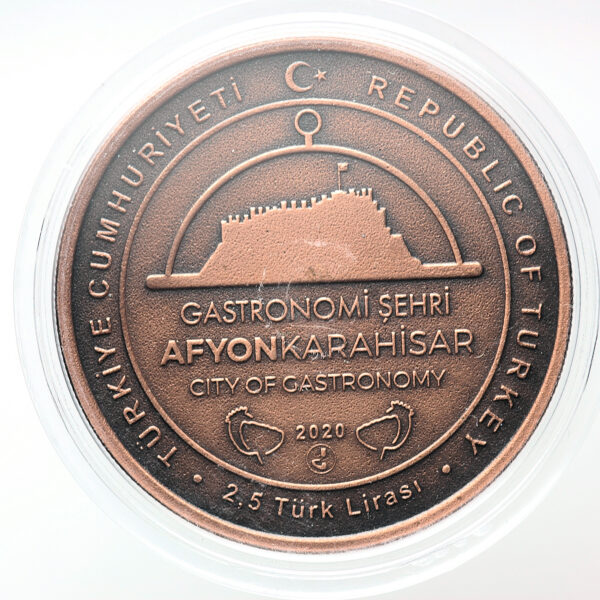 TÜRKİYE CUMHURİYETİ
REPUBLIC OF TURKEY
GASTRONOMİ ŞEHRİ
AFYONKARAHİSAR
CITY OF GASTRONOMY
2020
2,5 Türk Lirası